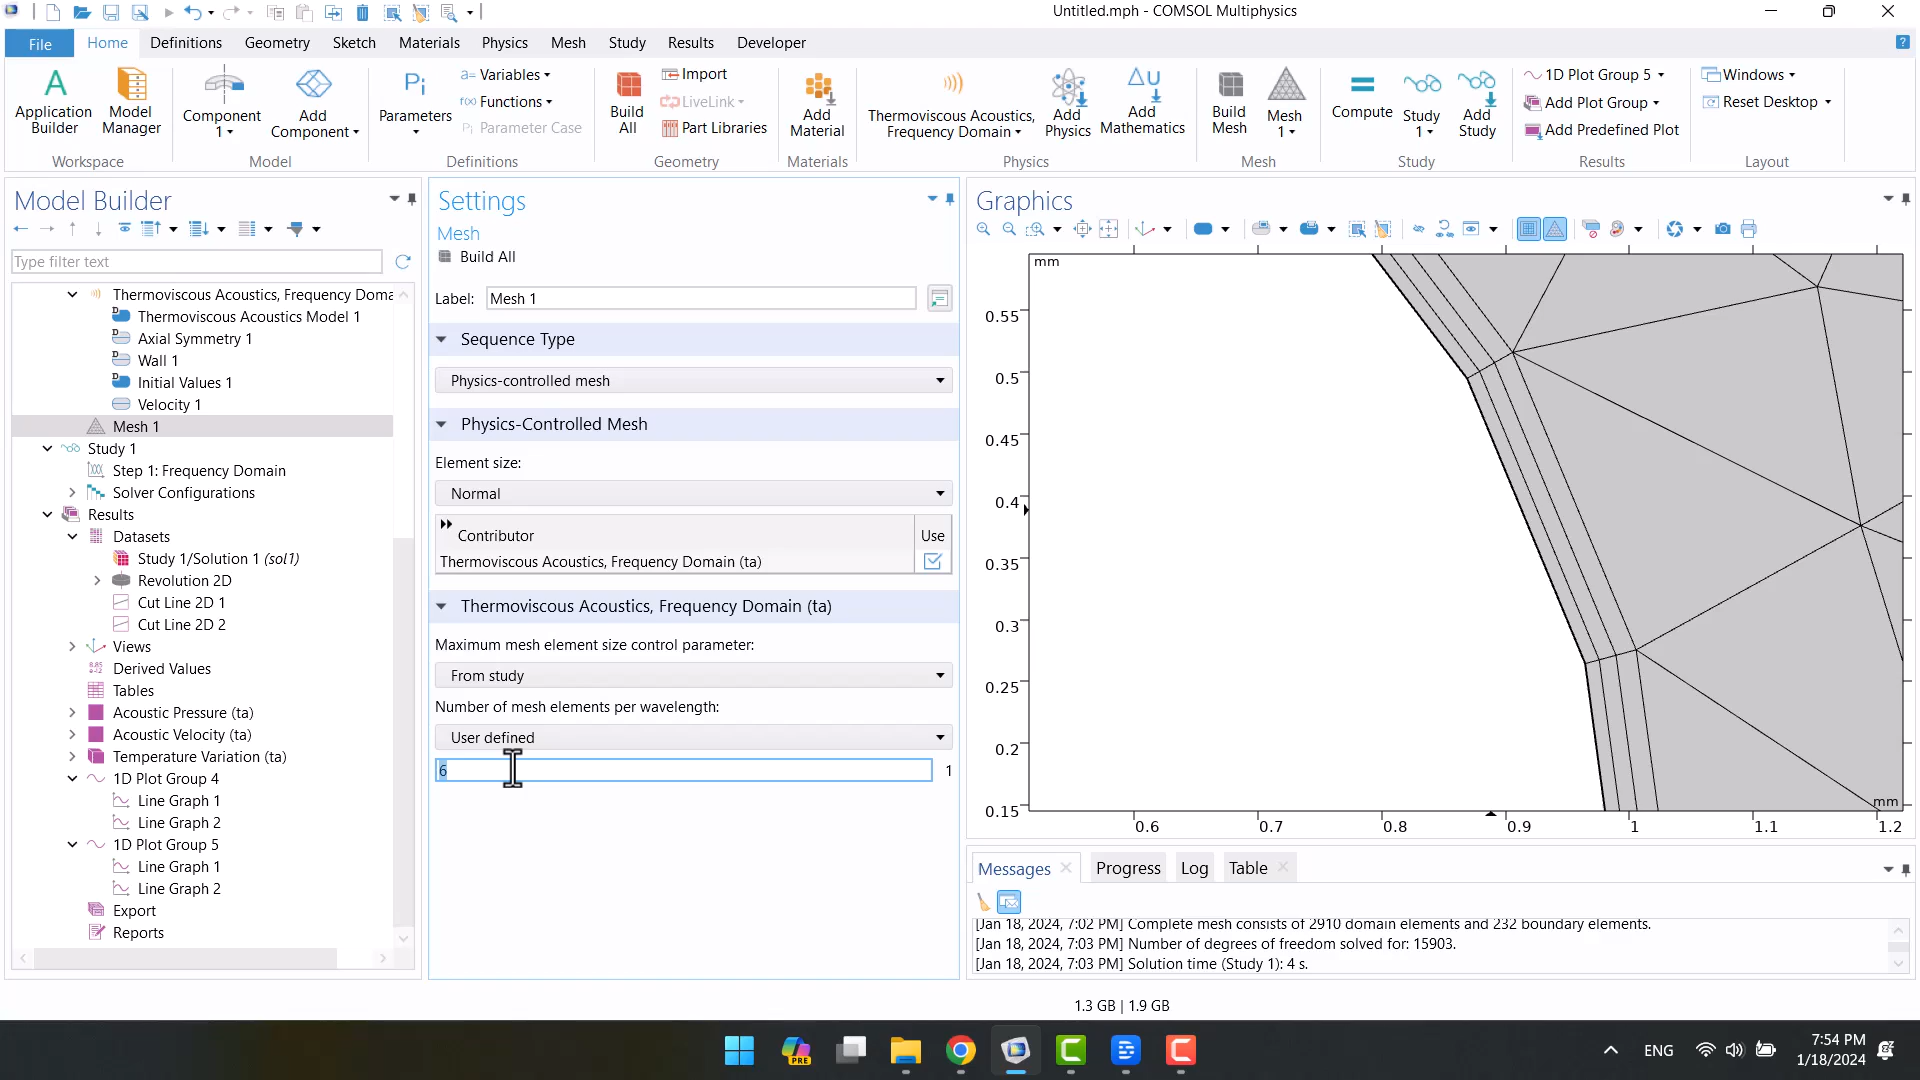 Untitled.mph - COMSOL Multiphysics
File
Home
Definitions
Geometry
Sketch
Materials
Physics
Mesh
Study
Results
Developer
Application Builder
Model Manager
Workspace
Component 1
Add Component
Model
Parameters
a= Variables
f(x) Functions
Pi Parameter Case
Definitions
Build All
Import
LiveLink
Part Libraries
Geometry
Add Material
Materials
Thermoviscous Acoustics, Frequency Domain
Add Physics
Add Mathematics
Physics
Build Mesh
Mesh 1
Mesh
Compute
Study 1
Add Study
Study
1D Plot Group 5
Add Plot Group
Add Predefined Plot
Results
Windows
Reset Desktop
Layout
Model Builder
Type filter text
Thermoviscous Acoustics, Frequency Doma
Thermoviscous Acoustics Model 1
Axial Symmetry 1
Wall 1
Initial Values 1
Velocity 1
Mesh 1
Study 1
Step 1: Frequency Domain
Solver Configurations
Results
Datasets
Study 1/Solution 1 (sol1)
Revolution 2D
Cut Line 2D 1
Cut Line 2D 2
Views
Derived Values
Tables
Acoustic Pressure (ta)
Acoustic Velocity (ta)
Temperature Variation (ta)
1D Plot Group 4
Line Graph 1
Line Graph 2
1D Plot Group 5
Line Graph 1
Line Graph 2
Export
Reports
Settings
Mesh
Build All
Label: Mesh 1
Sequence Type
Physics-controlled mesh
Physics-Controlled Mesh
Element size:
Normal
Contributor Use
Thermoviscous Acoustics, Frequency Domain (ta)
Thermoviscous Acoustics, Frequency Domain (ta)
Maximum mesh element size control parameter:
From study
Number of mesh elements per wavelength:
User defined
6 1
Graphics
mm
0.55
0.5
0.45
0.4
0.35
0.3
0.25
0.2
0.15
mm
0.6 0.7 0.8 0.9 1 1.1 1.2
Messages Progress Log Table
[Jan 18, 2024, 7:02 PM] Complete mesh consists of 2910 domain elements and 232 boundary elements.
[Jan 18, 2024, 7:03 PM] Number of degrees of freedom solved for: 15903.
[Jan 18, 2024, 7:03 PM] Solution time (Study 1): 4 s.
1.3 GB | 1.9 GB
PRE
ENG
7:54 PM
1/18/2024